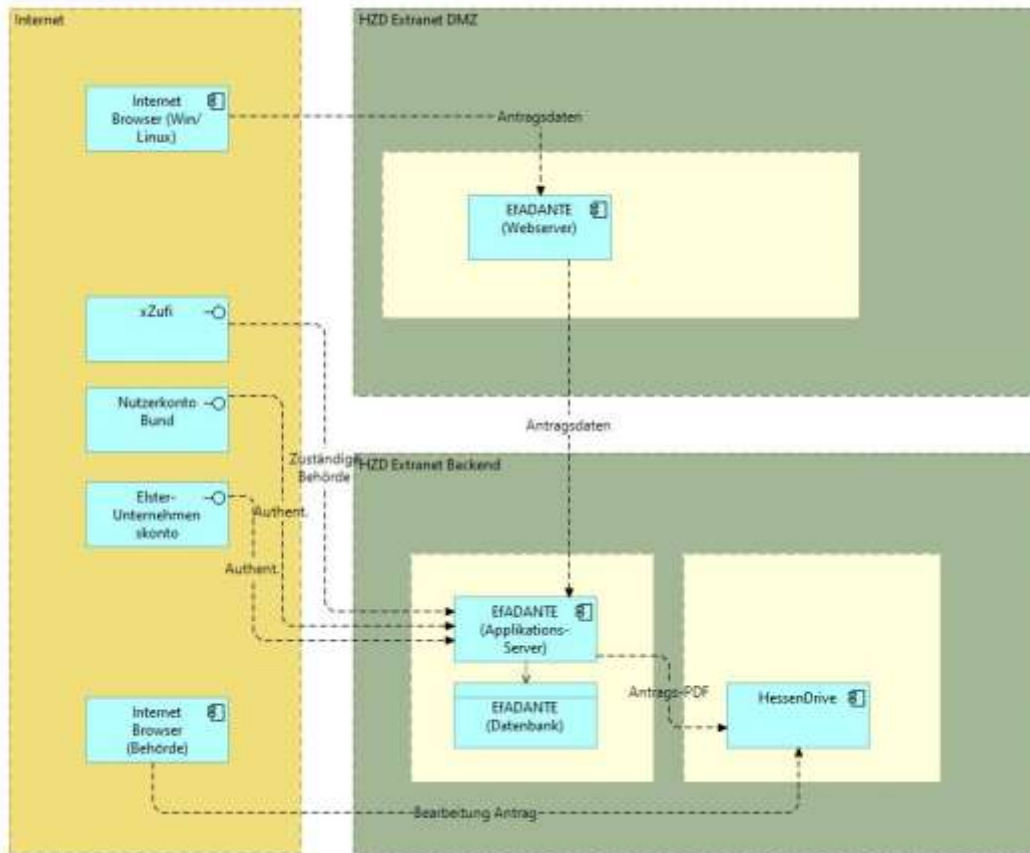 Internet
HZD Extranet DMZ
Internet
Browser (Win/
Linux)
Antragsdaten
EfADANTE
(Webserver)
xZufi
Nutzerkonto
Bund
Antragsdaten
Zuständige
Behörde
HZD Extranet Backend
Elster-
Unternehmen
skonto
Authent.
Authent.
EfADANTE
(Applikations-
Server)
Antrags-PDF
HessenDrive
EfADANTE
(Datenbank)
Internet
Browser
(Behörde)
Bearbeitung Antrag